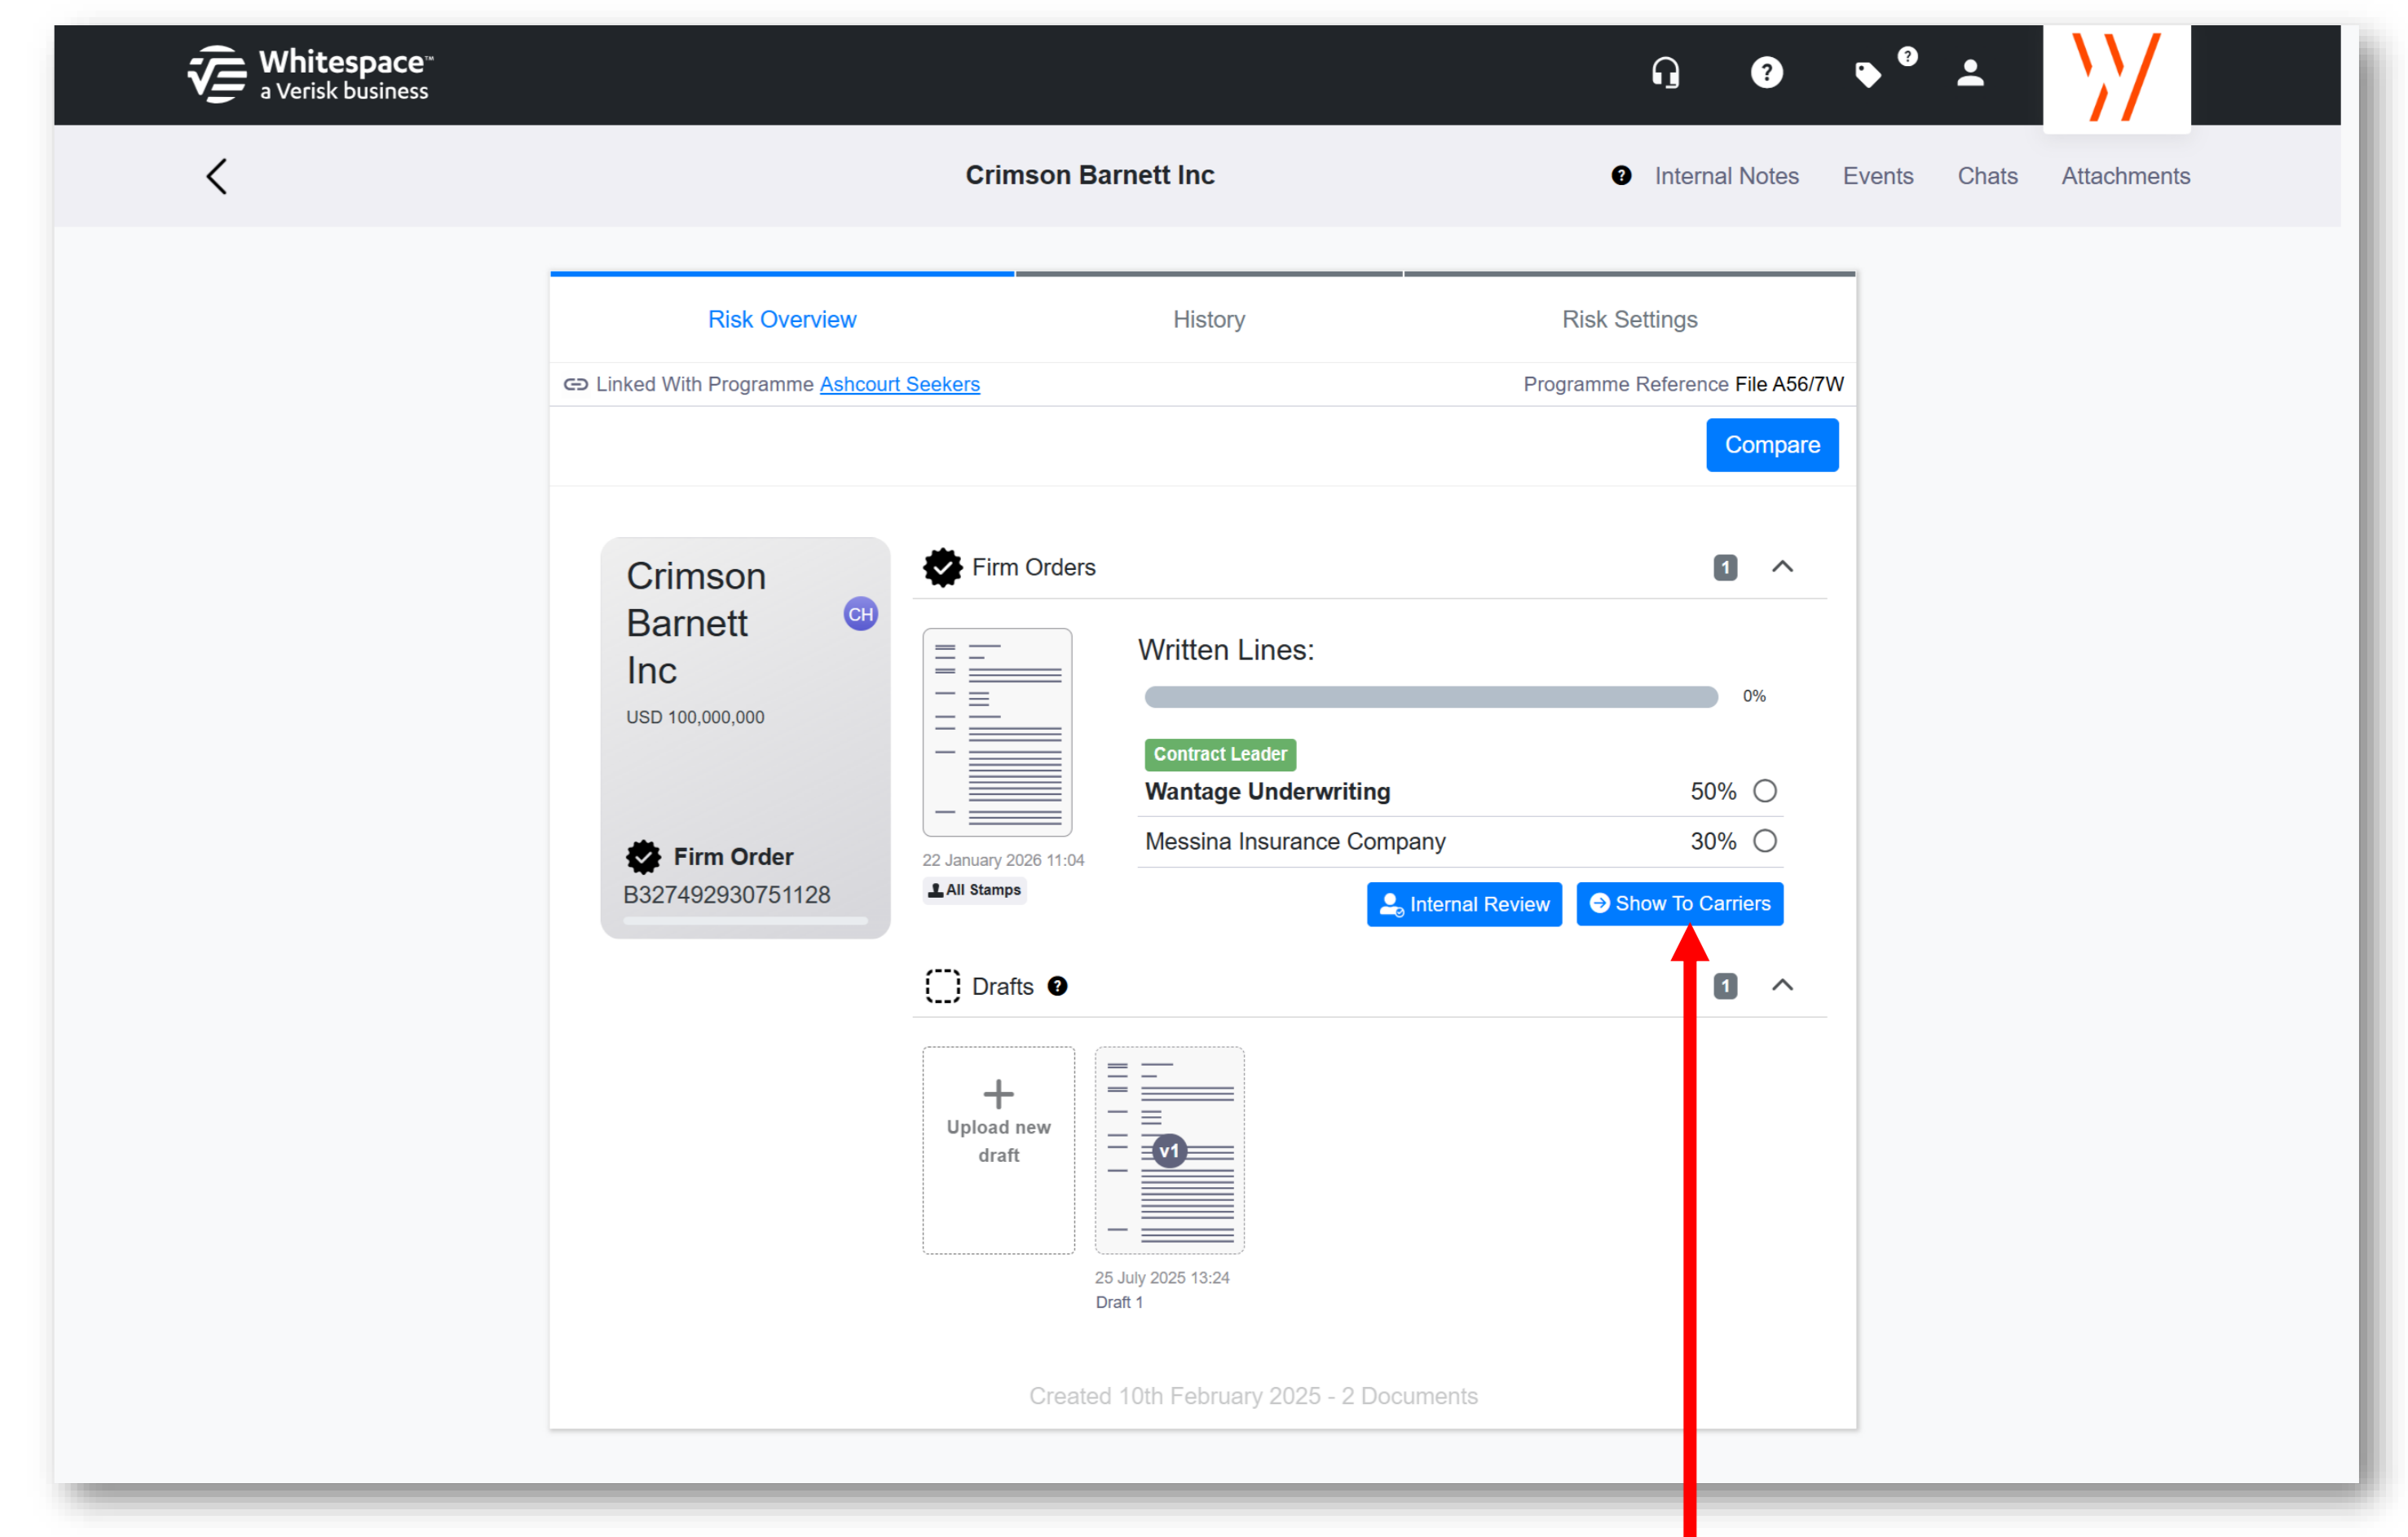 Whitespace™
a Verisk business
Crimson Barnett Inc
Internal Notes
Events
Chats
Attachments
Risk Overview
History
Risk Settings
Linked With Programme Ashcourt Seekers
Programme Reference File A56/7W
Compare
Crimson
Barnett
Inc
CH
USD 100,000,000
Firm Order
B327492930751128
Firm Orders
1
Written Lines:
0%
Contract Leader
Wantage Underwriting 50%
Messina Insurance Company 30%
22 January 2026 11:04
All Stamps
Internal Review
Show To Carriers
Drafts
1
Upload new
draft
v1
25 July 2025 13:24
Draft 1
Created 10th February 2025 - 2 Documents